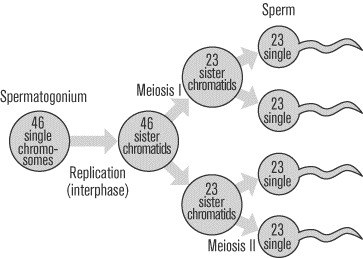 Sperm
23
single
23
sister
chromatids
Meiosis I
Spermatogonium
23
single
46
single
chromo-
somes
46
sister
chromatids
Replication
(interphase)
23
single
23
sister
chromatids
Meiosis II
23
single